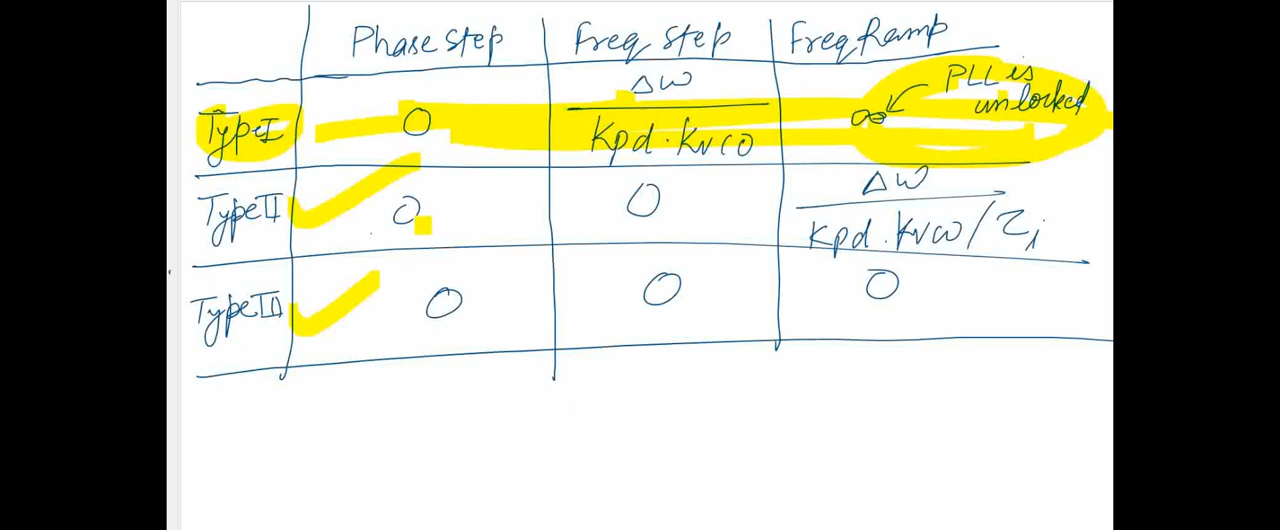 Phase Step Freq Step Freq Ramp
Type I 0 Δω / Kpd.Kvco ∞ PLL is unlocked
Type II 0 0 Δω / Kpd.Kvco/τi
Type III 0 0 0